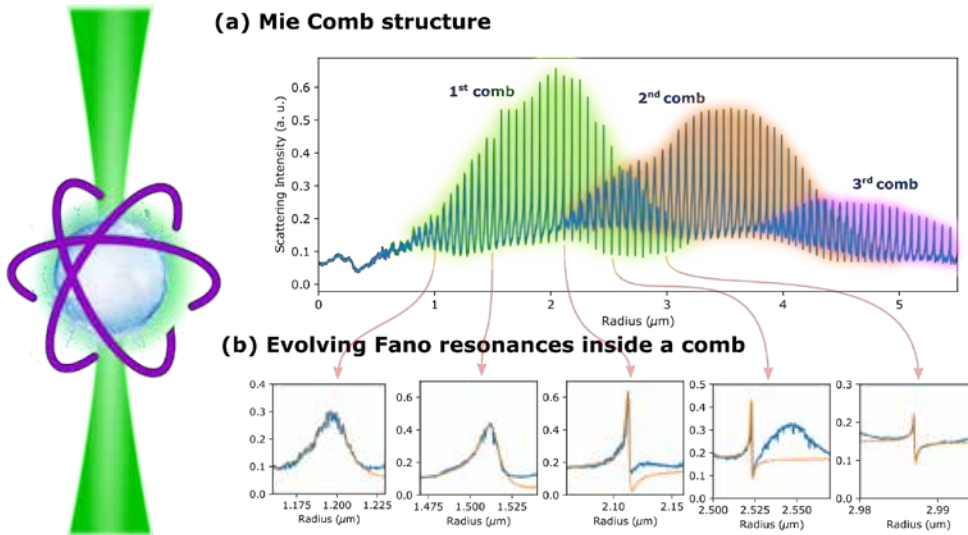 (a) Mie Comb structure
1st comb
2nd comb
3rd comb
Scattering Intensity (a. u.)
0.6
0.5
0.4
0.3
0.2
0.1
0.0
0 1 2 3 4 5
Radius (μm)
(b) Evolving Fano resonances inside a comb
0.4
0.3
0.2
0.1
0.0
1.175 1.200 1.225
Radius (μm)
0.6
0.4
0.2
0.0
1.475 1.500 1.525
Radius (μm)
0.6
0.4
0.2
0.0
2.10 2.15
Radius (μm)
0.5
0.4
0.3
0.2
0.1
0.0
2.500 2.525 2.550
Radius (μm)
0.3
0.2
0.1
0.0
2.98 2.99
Radius (μm)